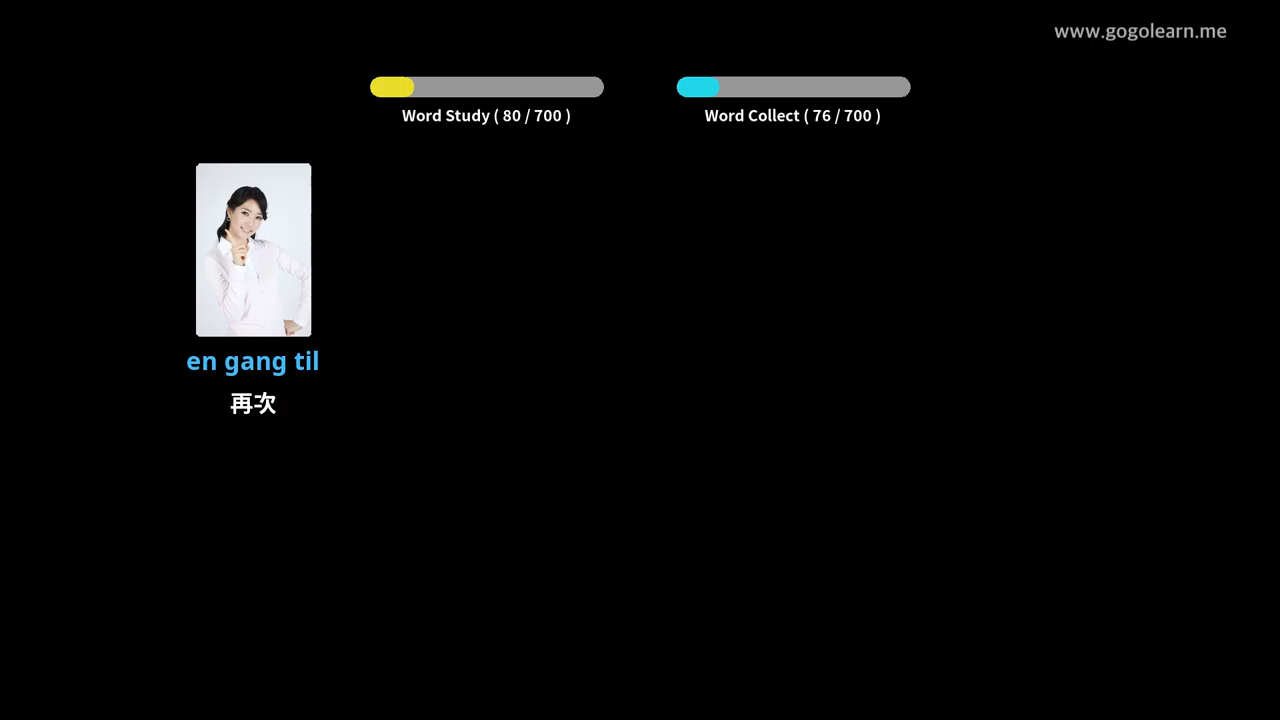 www.gogolearn.me
Word Study ( 80 / 700 )
Word Collect ( 76 / 700 )
en gang til
再次